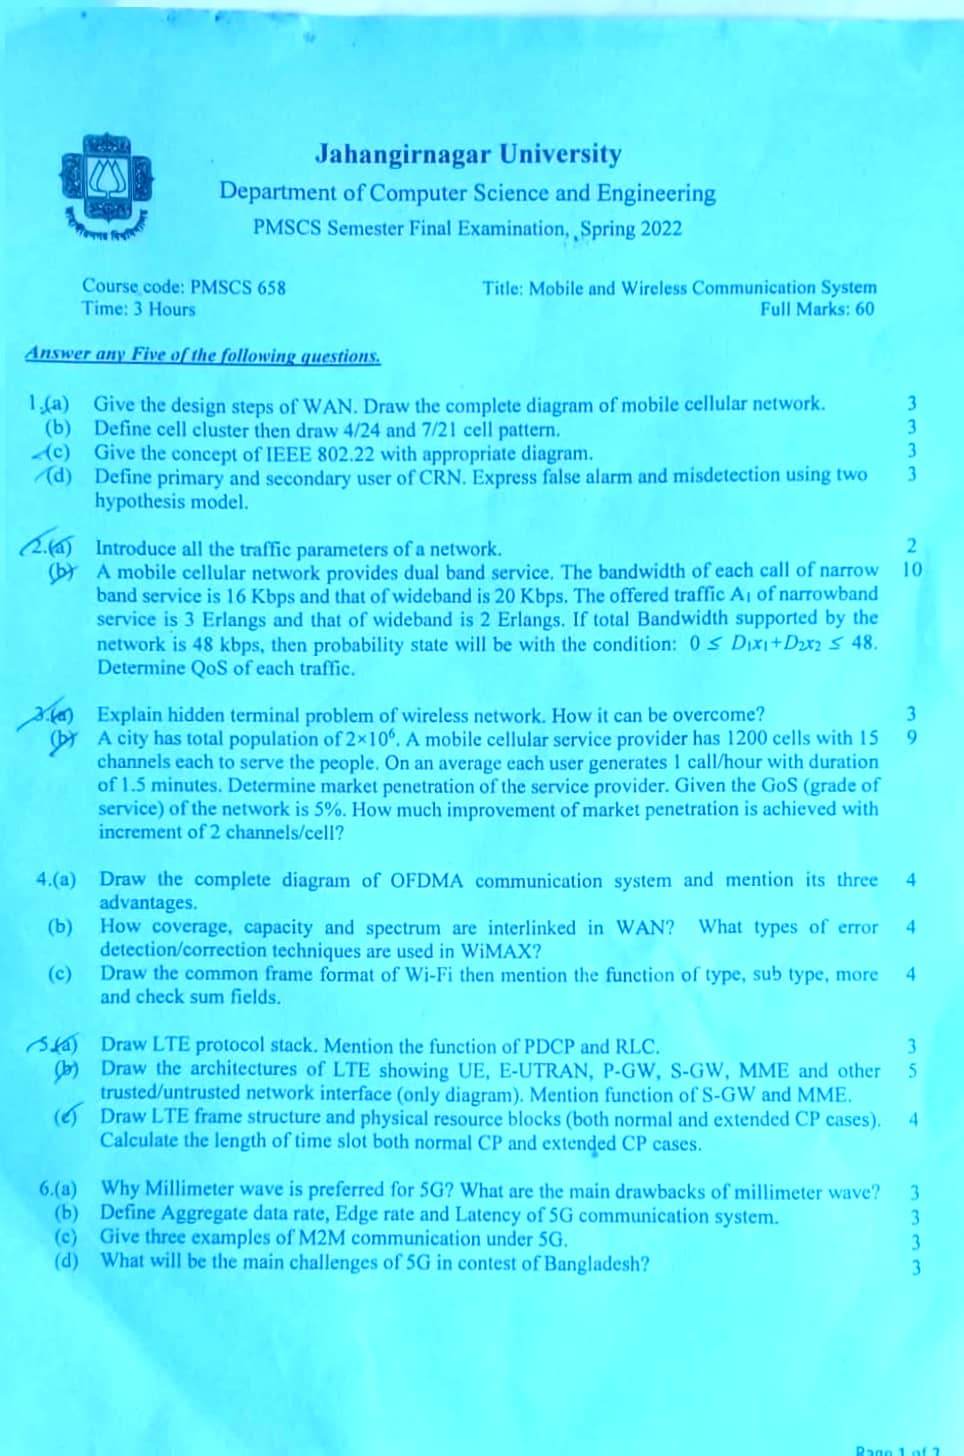 Jahangirnagar University
Department of Computer Science and Engineering
PMSCS Semester Final Examination, Spring 2022
Course code: PMSCS 658 Title: Mobile and Wireless Communication System
Time: 3 Hours Full Marks: 60
Answer any Five of the following questions.
1.(a) Give the design steps of WAN. Draw the complete diagram of mobile cellular network. 3
(b) Define cell cluster then draw 4/24 and 7/21 cell pattern. 3
(c) Give the concept of IEEE 802.22 with appropriate diagram. 3
(d) Define primary and secondary user of CRN. Express false alarm and misdetection using two 3
hypothesis model.
2.(a) Introduce all the traffic parameters of a network. 2
(b) A mobile cellular network provides dual band service. The bandwidth of each call of narrow 10
band service is 16 Kbps and that of wideband is 20 Kbps. The offered traffic A₁ of narrowband
service is 3 Erlangs and that of wideband is 2 Erlangs. If total Bandwidth supported by the
network is 48 kbps, then probability state will be with the condition: 0 ≤ D₁x₁+D₂x₂ ≤ 48.
Determine QoS of each traffic.
3.(a) Explain hidden terminal problem of wireless network. How it can be overcome? 3
(b) A city has total population of 2×10⁶. A mobile cellular service provider has 1200 cells with 15 9
channels each to serve the people. On an average each user generates 1 call/hour with duration
of 1.5 minutes. Determine market penetration of the service provider. Given the GoS (grade of
service) of the network is 5%. How much improvement of market penetration is achieved with
increment of 2 channels/cell?
4.(a) Draw the complete diagram of OFDMA communication system and mention its three 4
advantages.
(b) How coverage, capacity and spectrum are interlinked in WAN? What types of error 4
detection/correction techniques are used in WiMAX?
(c) Draw the common frame format of Wi-Fi then mention the function of type, sub type, more 4
and check sum fields.
5.(a) Draw LTE protocol stack. Mention the function of PDCP and RLC. 3
(b) Draw the architectures of LTE showing UE, E-UTRAN, P-GW, S-GW, MME and other 5
trusted/untrusted network interface (only diagram). Mention function of S-GW and MME.
(c) Draw LTE frame structure and physical resource blocks (both normal and extended CP cases). 4
Calculate the length of time slot both normal CP and extended CP cases.
6.(a) Why Millimeter wave is preferred for 5G? What are the main drawbacks of millimeter wave? 3
(b) Define Aggregate data rate, Edge rate and Latency of 5G communication system. 3
(c) Give three examples of M2M communication under 5G. 3
(d) What will be the main challenges of 5G in contest of Bangladesh? 3
Page 1 of 2